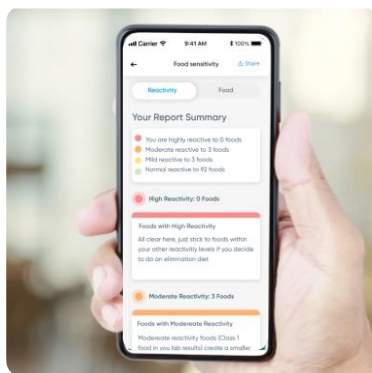 Carrier 9:41 AM 100%
← Food sensitivity Share
Reactivity Food
Your Report Summary
You are highly reactive to 0 foods
Moderate reactive to 3 foods
Mild reactive to 3 foods
Normal reactive to 92 foods
High Reactivity: 0 Foods
Foods with High Reactivity
All clear here, just stick to foods within
your other reactivitiy levels if you decide
to do an elimination diet
Moderate Reactivity: 3 Foods
Foods with Modereate Reactivity
Modereate reactivity foods (Class 1
food in you lab results) create a smaller